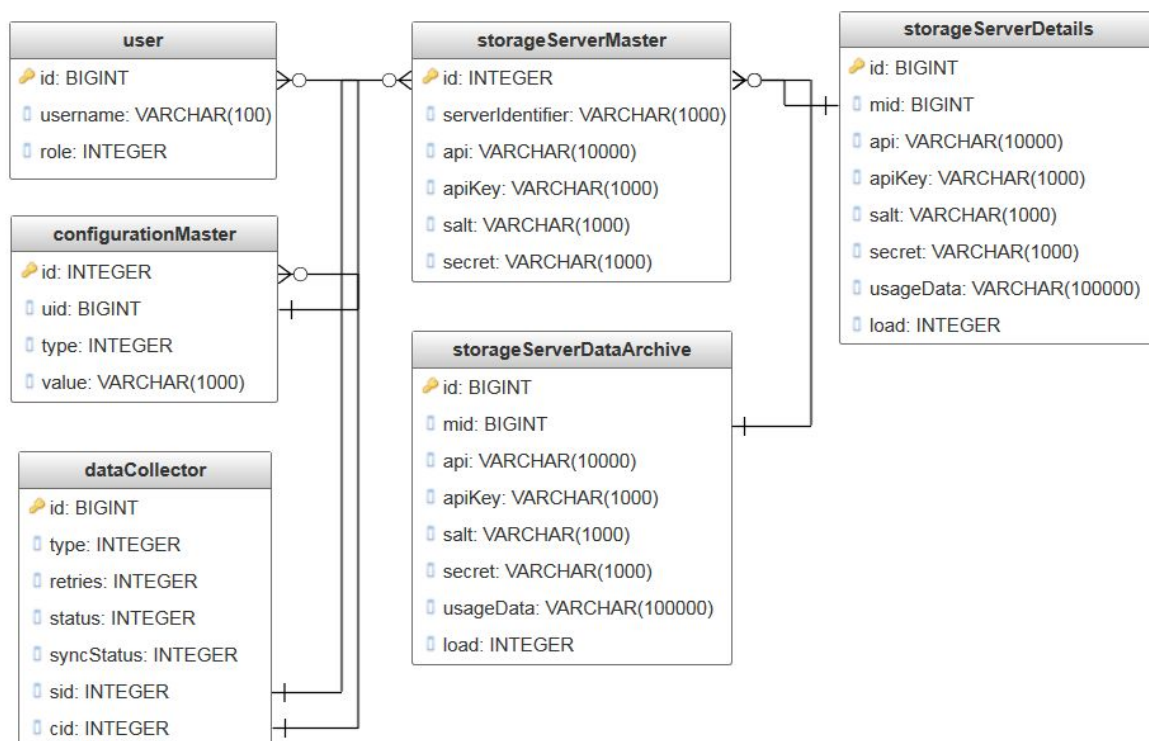 user
id: BIGINT
username: VARCHAR(100)
role: INTEGER
configurationMaster
id: INTEGER
uid: BIGINT
type: INTEGER
value: VARCHAR(1000)
dataCollector
id: BIGINT
type: INTEGER
retries: INTEGER
status: INTEGER
syncStatus: INTEGER
sid: INTEGER
cid: INTEGER
storageServerMaster
id: INTEGER
serverIdentifier: VARCHAR(1000)
api: VARCHAR(10000)
apiKey: VARCHAR(1000)
salt: VARCHAR(1000)
secret: VARCHAR(1000)
storageServerDataArchive
id: BIGINT
mid: BIGINT
api: VARCHAR(10000)
apiKey: VARCHAR(1000)
salt: VARCHAR(1000)
secret: VARCHAR(1000)
usageData: VARCHAR(100000)
load: INTEGER
storageServerDetails
id: BIGINT
mid: BIGINT
api: VARCHAR(10000)
apiKey: VARCHAR(1000)
salt: VARCHAR(1000)
secret: VARCHAR(1000)
usageData: VARCHAR(100000)
load: INTEGER